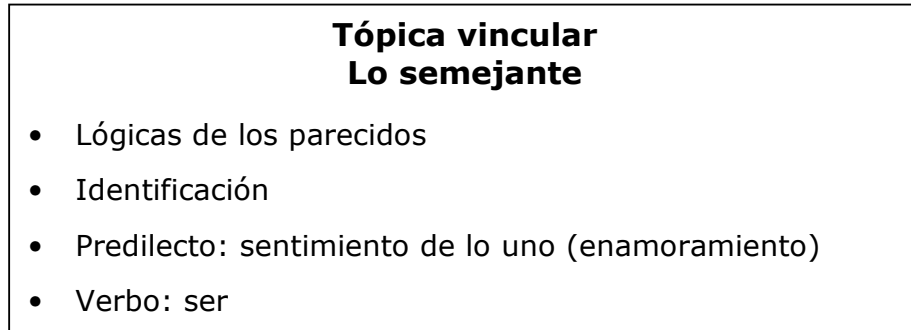 Tópica vincular
Lo semejante
• Lógicas de los parecidos
• Identificación
• Predilecto: sentimiento de lo uno (enamoramiento)
• Verbo: ser